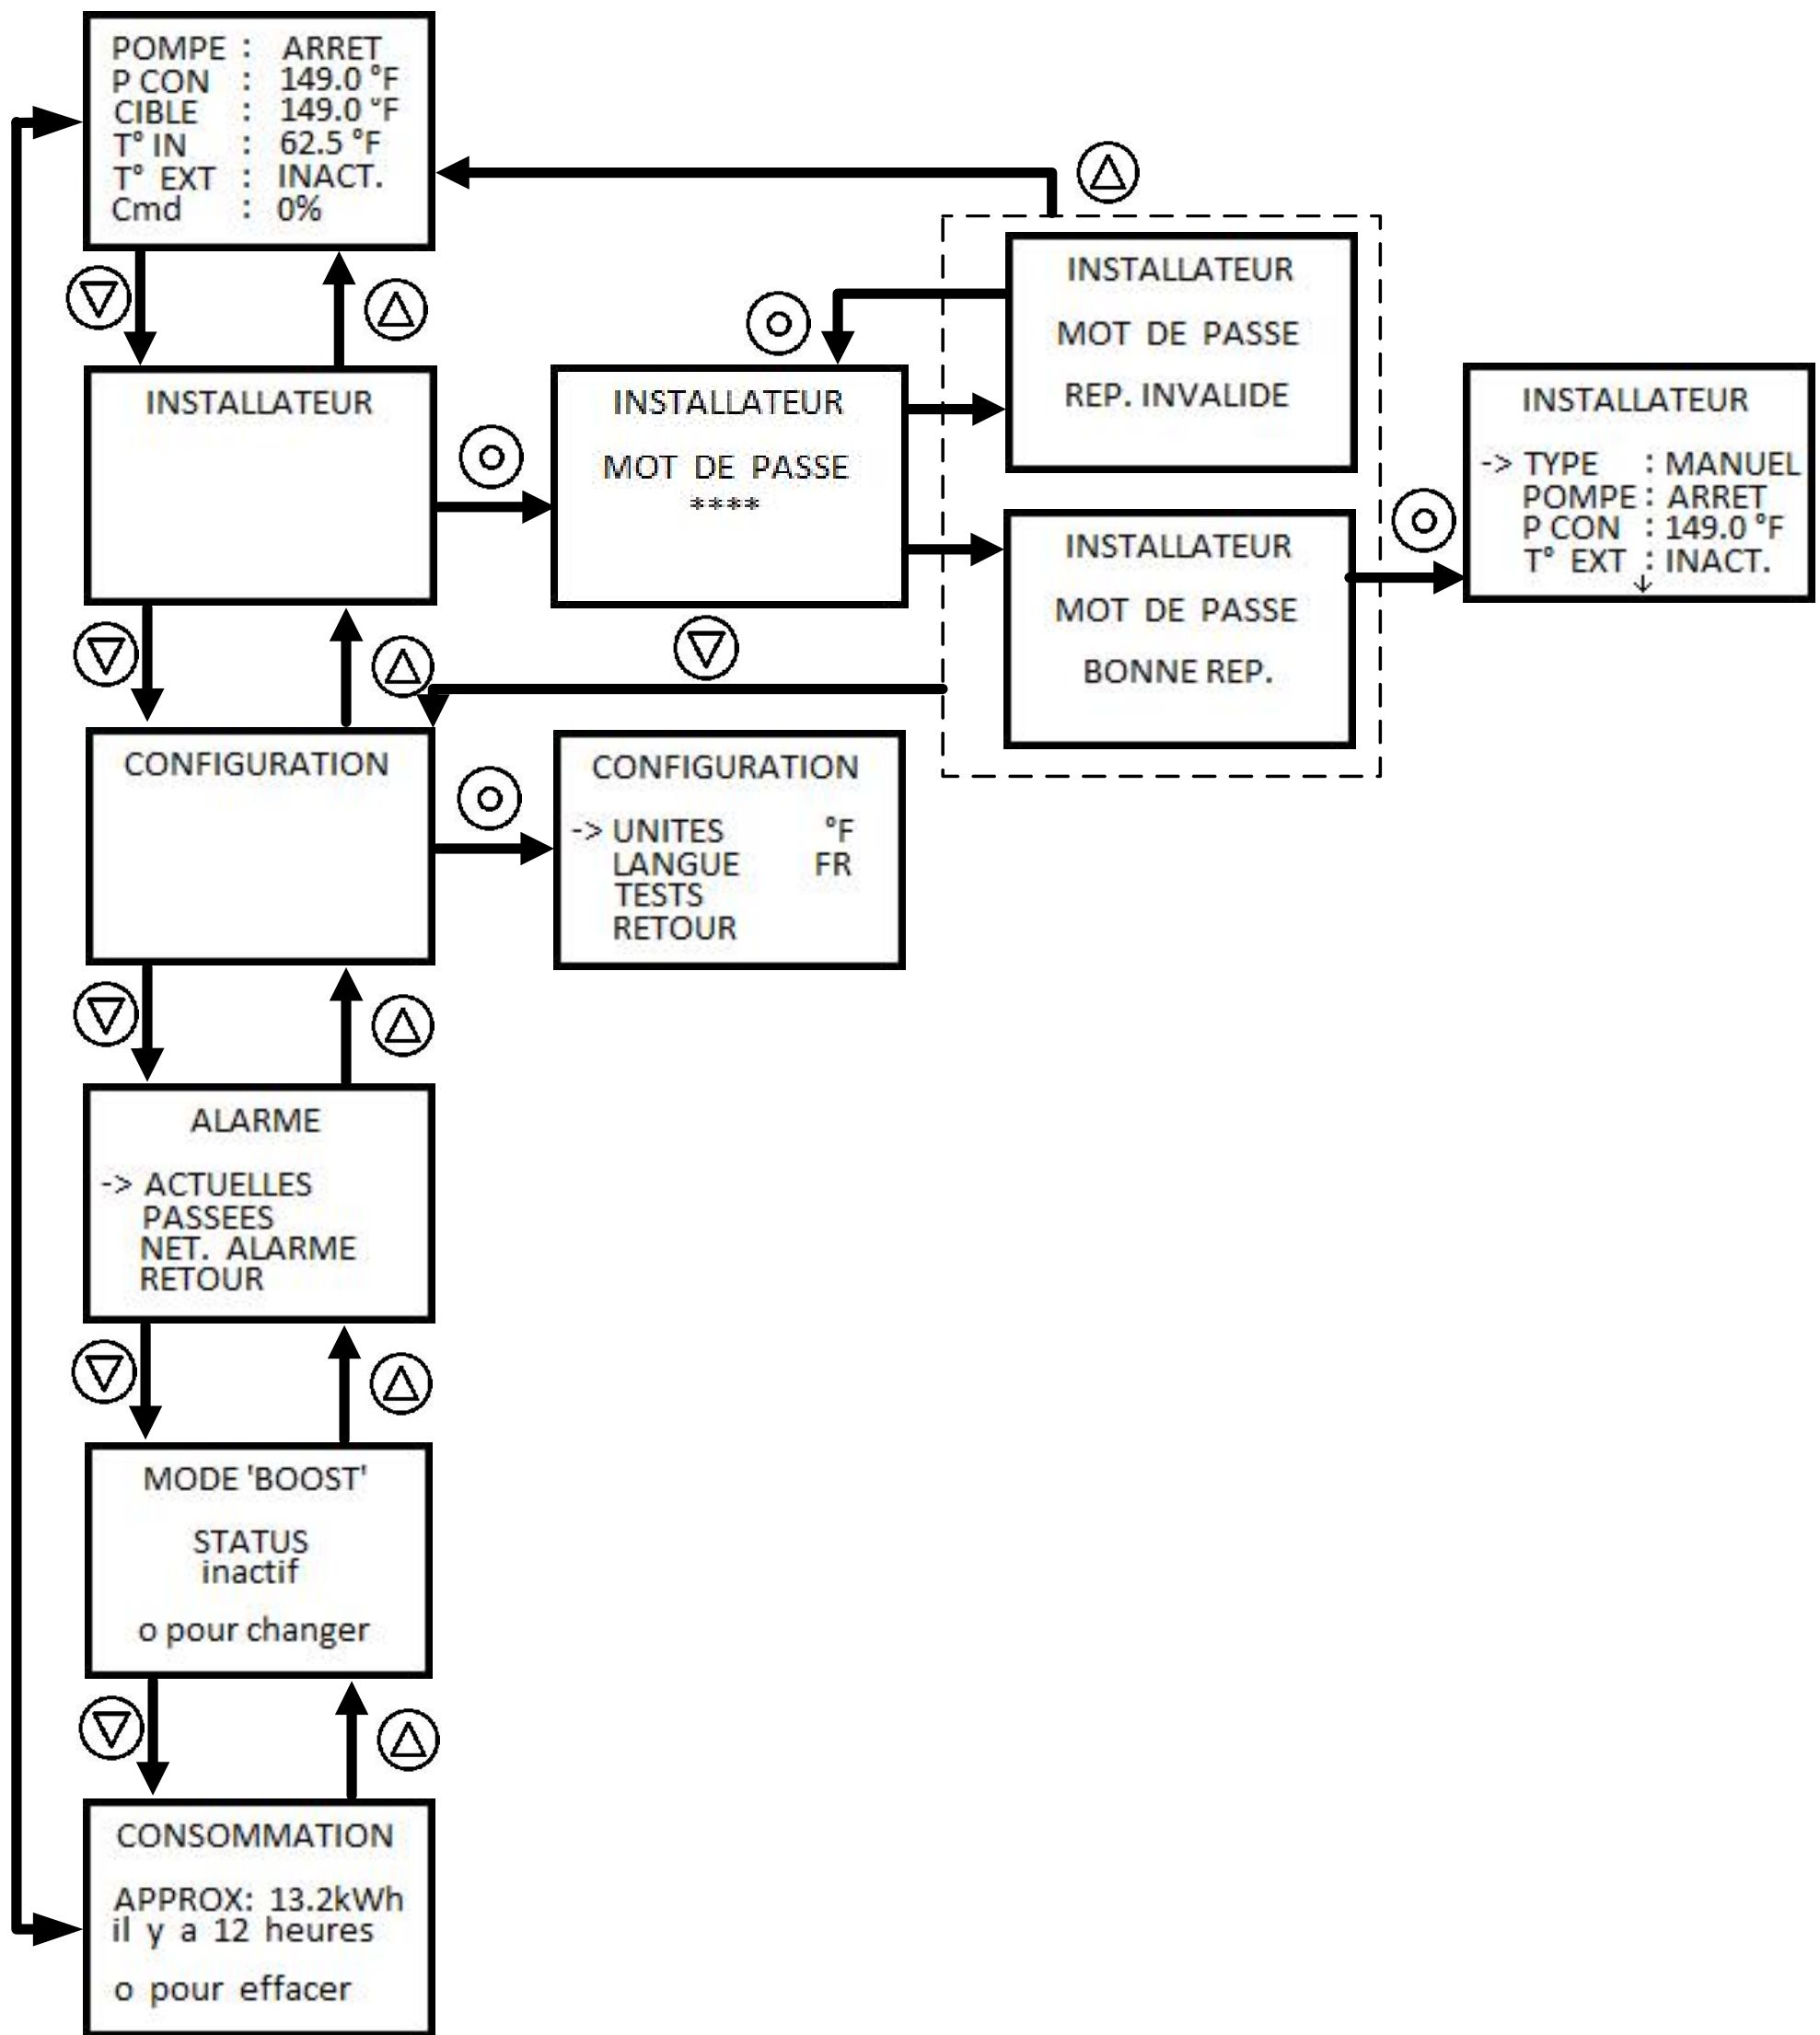 POMPE : ARRET
P CON : 149.0 °F
CIBLE : 149.0 °F
T° IN : 62.5 °F
T° EXT : INACT.
Cmd : 0%
INSTALLATEUR
INSTALLATEUR
MOT DE PASSE
****
INSTALLATEUR
MOT DE PASSE
REP. INVALIDE
INSTALLATEUR
MOT DE PASSE
BONNE REP.
INSTALLATEUR
-> TYPE : MANUEL
POMPE : ARRET
P CON : 149.0 °F
T° EXT : INACT.
↓
CONFIGURATION
CONFIGURATION
-> UNITES °F
LANGUE FR
TESTS
RETOUR
ALARME
-> ACTUELLES
PASSEES
NET. ALARME
RETOUR
MODE 'BOOST'
STATUS
inactif
o pour changer
CONSOMMATION
APPROX: 13.2kWh
il y a 12 heures
o pour effacer